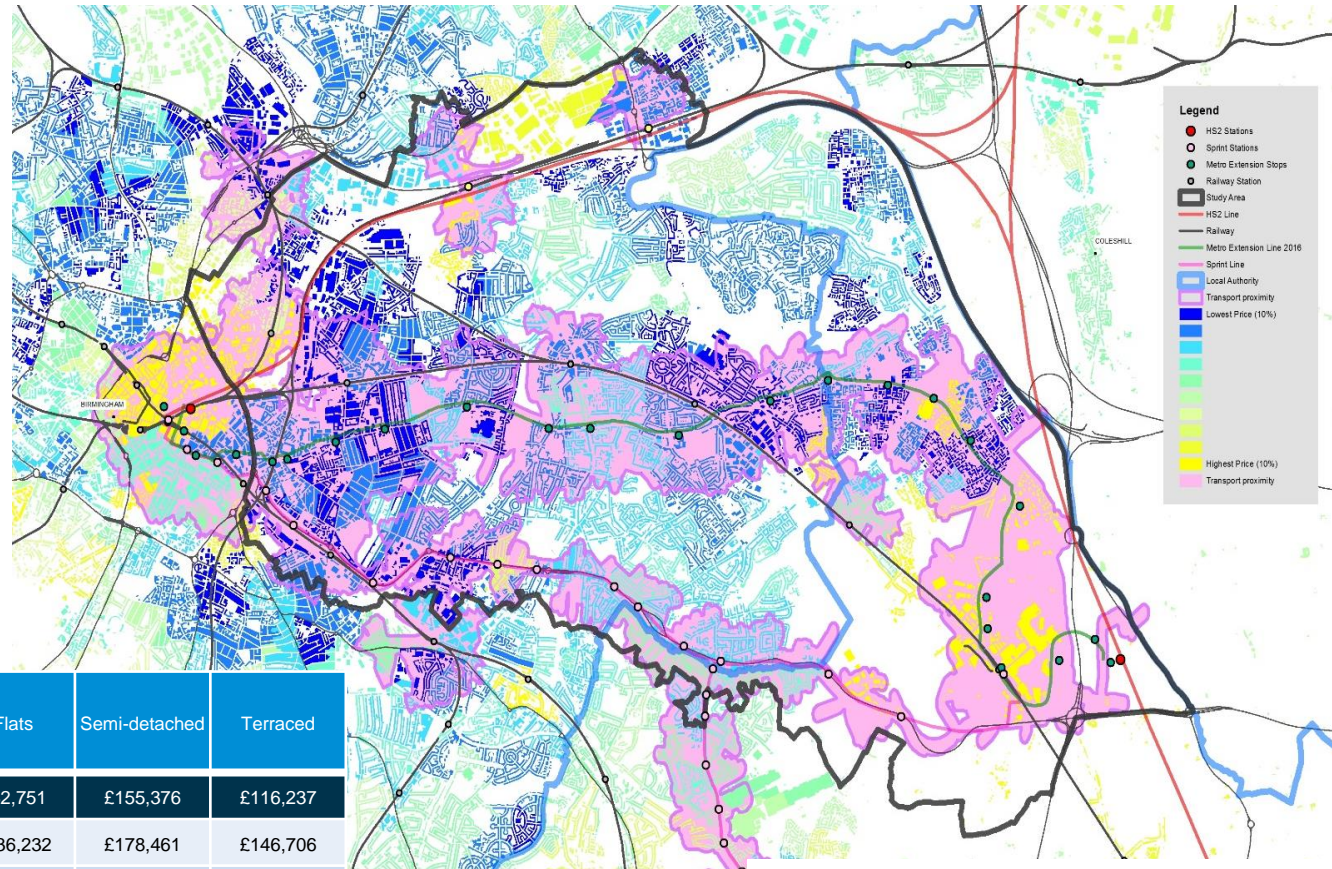 Legend
HS2 Stations
Sprint Stations
Metro Extension Stops
Railway Station
Study Area
HS2 Line
Railway
Metro Extension Line 2016
Sprint Line
Local Authority
Transport proximity
Lowest Price (10%)
Highest Price (10%)
Transport proximity
COLESHILL
BIRMINGHAM
Semi-detached Terraced
£155,376 £116,237
£178,461 £146,706